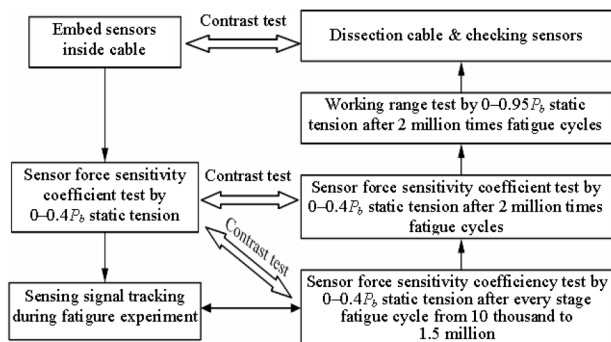 Embed sensors
inside cable
Contrast test
Dissection cable & checking sensors
Working range test by 0–0.95P_b static
tension after 2 million times fatigue
cycles
Sensor force sensitivity
coefficient test by
0–0.4P_b static tension
Contrast test
Sensor force sensitivity coefficient test by
0–0.4P_b static tension after 2 million times
fatigue cycles
Contrast test
Sensing signal tracking
during fatigure experiment
Sensor force sensitivity coefficiency test by
0–0.4P_b static tension after every stage
fatigue cycle from 10 thousand to
1.5 million